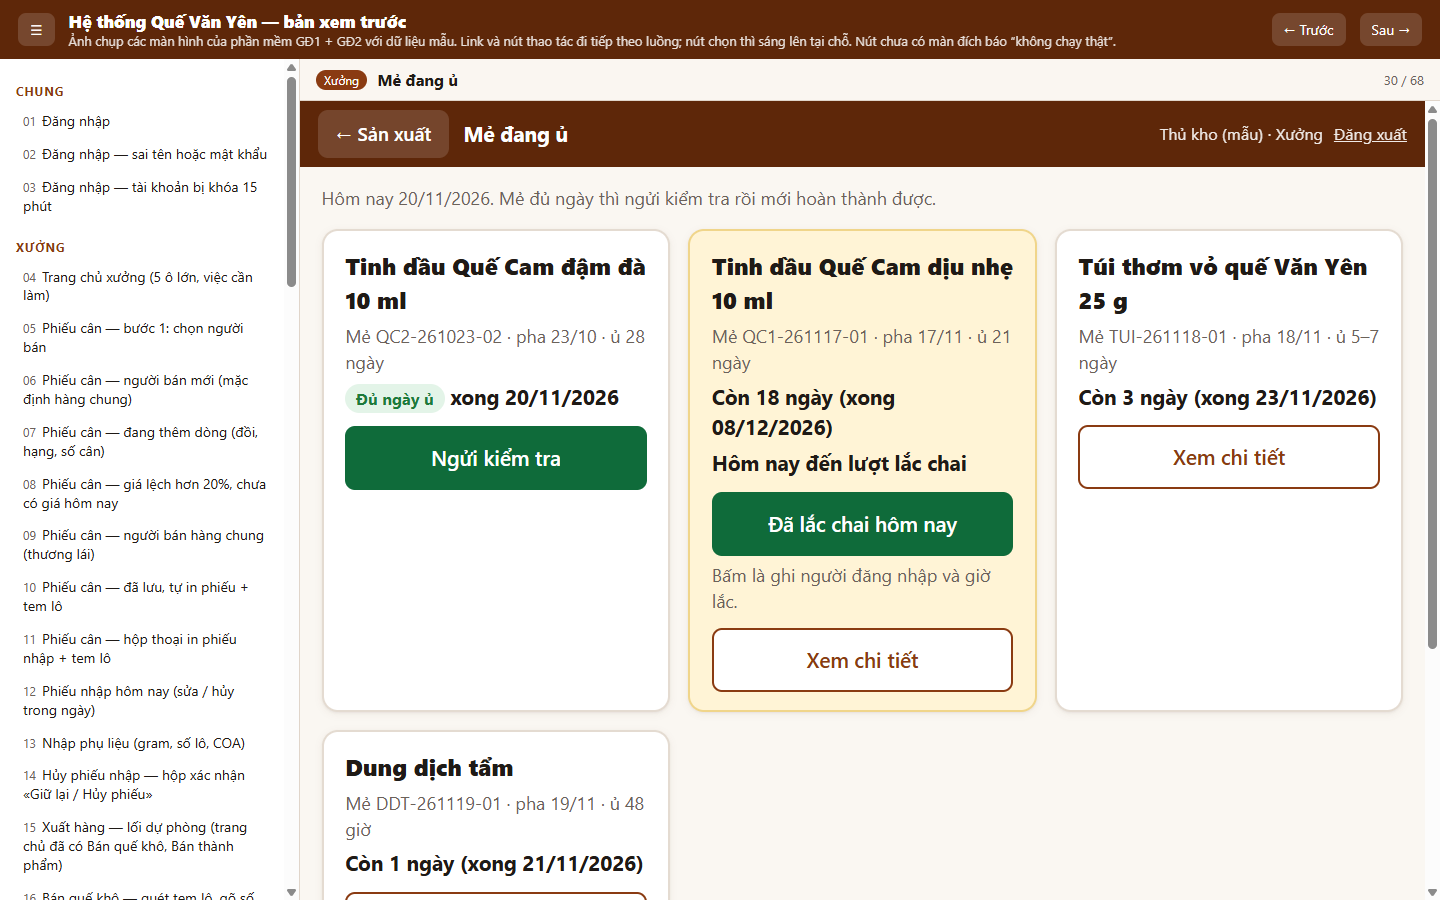 ☰
Hệ thống Quế Văn Yên — bản xem trước
Ảnh chụp các màn hình của phần mềm GĐ1 + GĐ2 với dữ liệu mẫu. Link và nút thao tác đi tiếp theo luồng; nút chọn thì sáng lên tại chỗ. Nút chưa có màn đích báo “không chạy thật”.
← Trước
Sau →
CHUNG
01 Đăng nhập
02 Đăng nhập — sai tên hoặc mật khẩu
03 Đăng nhập — tài khoản bị khóa 15
phút
XƯỞNG
04 Trang chủ xưởng (5 ô lớn, việc cần
làm)
05 Phiếu cân — bước 1: chọn người
bán
06 Phiếu cân — người bán mới (mặc
định hàng chung)
07 Phiếu cân — đang thêm dòng (đồi,
hạng, số cân)
08 Phiếu cân — giá lệch hơn 20%, chưa
có giá hôm nay
09 Phiếu cân — người bán hàng chung
(thương lái)
10 Phiếu cân — đã lưu, tự in phiếu +
tem lô
11 Phiếu cân — hộp thoại in phiếu
nhập + tem lô
12 Phiếu nhập hôm nay (sửa / hủy
trong ngày)
13 Nhập phụ liệu (gram, số lô, COA)
14 Hủy phiếu nhập — hộp xác nhận
«Giữ lại / Hủy phiếu»
15 Xuất hàng — lối dự phòng (trang
chủ đã có Bán quế khô, Bán thành
phẩm)
16 Bán quế khô — quét tem lô, gõ số
Xưởng Mẻ đang ủ
30 / 68
← Sản xuất
Mẻ đang ủ
Thủ kho (mẫu) · Xưởng Đăng xuất
Hôm nay 20/11/2026. Mẻ đủ ngày thì ngửi kiểm tra rồi mới hoàn thành được.
Tinh dầu Quế Cam đậm đà
10 ml
Mẻ QC2-261023-02 · pha 23/10 · ủ 28
ngày
Đủ ngày ủ xong 20/11/2026
Ngửi kiểm tra
Tinh dầu Quế Cam dịu nhẹ
10 ml
Mẻ QC1-261117-01 · pha 17/11 · ủ 21
ngày
Còn 18 ngày (xong
08/12/2026)
Hôm nay đến lượt lắc chai
Đã lắc chai hôm nay
Bấm là ghi người đăng nhập và giờ
lắc.
Xem chi tiết
Túi thơm vỏ quế Văn Yên
25 g
Mẻ TUI-261118-01 · pha 18/11 · ủ 5–7
ngày
Còn 3 ngày (xong 23/11/2026)
Xem chi tiết
Dung dịch tẩm
Mẻ DDT-261119-01 · pha 19/11 · ủ 48
giờ
Còn 1 ngày (xong 21/11/2026)